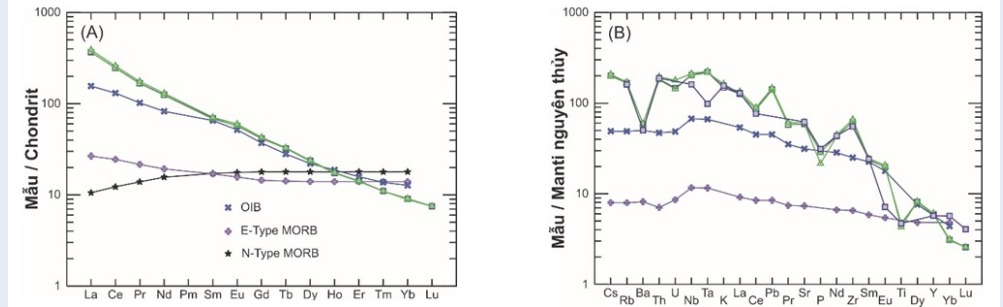 (A)
Mẫu / Chondrit
1000
100
10
1
OIB
E-Type MORB
N-Type MORB
La Ce Pr Nd Pm Sm Eu Gd Tb Dy Ho Er Tm Yb Lu
(B)
Mẫu / Manti nguyên thủy
1000
100
10
1
Cs Ba U Ta La Pb Sr Nd Sm Ti Y Lu
Rb Th Nb K Ce Pr P Zr Eu Dy Yb